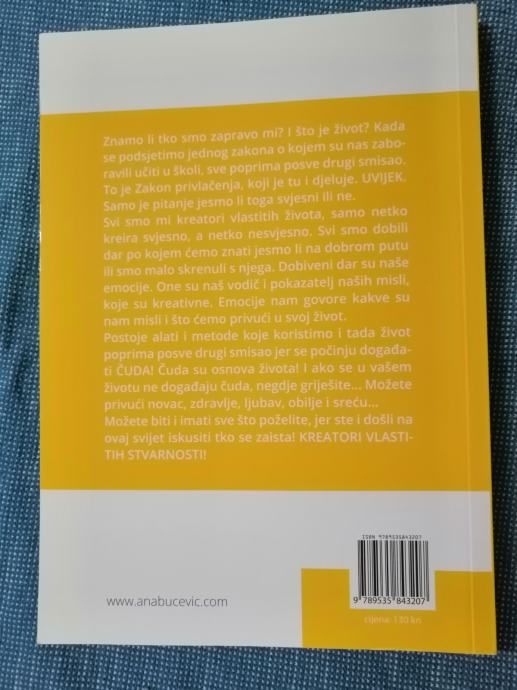 Znamo li tko smo zapravo mi? I što je život? Kada
se podsjetimo jednog zakona o kojem su nas zabo-
ravili učiti u školi, sve poprima posve drugi smisao.
To je Zakon privlačenja, koji je tu i djeluje. UVIJEK.
Samo je pitanje jesmo li toga svjesni ili ne.
Svi smo mi kreatori vlastitih života, samo netko
kreira svjesno, a netko nesvjesno. Svi smo dobili
dar po kojem ćemo znati jesmo li na dobrom putu
ili smo malo skrenuli s njega. Dobiveni dar su naše
emocije. One su naš vodič i pokazatelj naših misli,
koje su kreativne. Emocije nam govore kakve su
nam misli i što ćemo privući u svoj život.
Postoje alati i metode koje koristimo i tada život
poprima posve drugi smisao jer se počinju događa-
ti ČUDA! Čuda su osnova života! I ako se u vašem
životu ne događaju čuda, negdje griješite... Možete
privući novac, zdravlje, ljubav, obilje i sreću...
Možete biti i imati sve što poželite, jer ste i došli na
ovaj svijet iskusiti tko se zaista! KREATORI VLASTI-
TIH STVARNOSTI!
ISBN 9789535843207
9 789535 843207
www.anabucevic.com
cijena: 130 kn